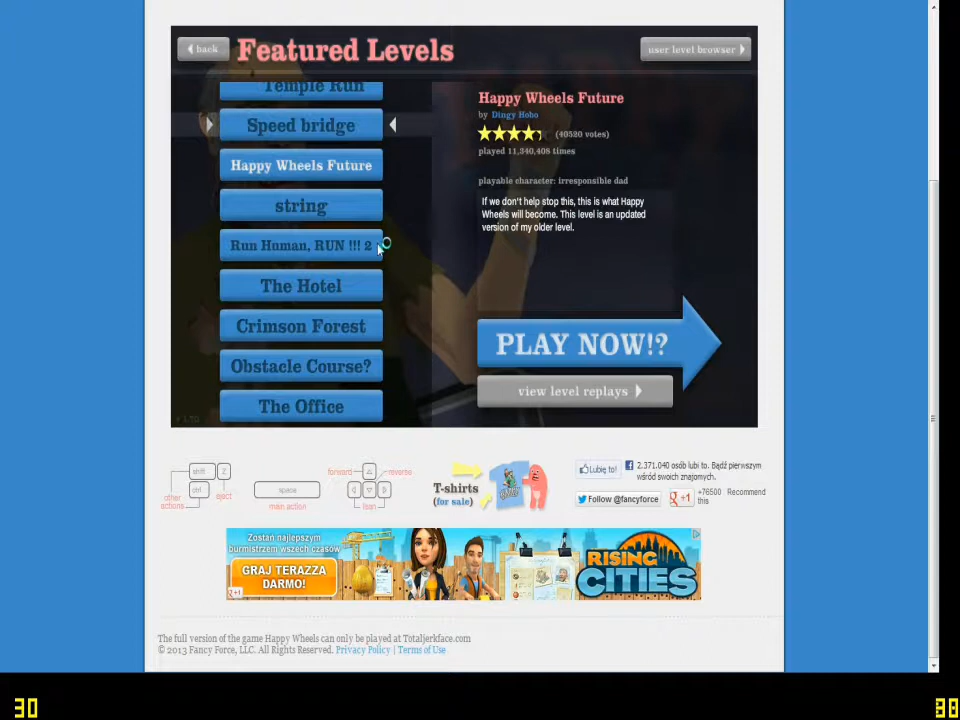 back
Featured Levels
user level browser
Temple Run
Speed bridge
Happy Wheels Future
string
Run Human, RUN !!! 2
The Hotel
Crimson Forest
Obstacle Course?
The Office
Happy Wheels Future
by Dingy Hobo
(40520 votes)
played 11,340,408 times
playable character: irresponsible dad
If we don't help stop this, this is what Happy
Wheels will become. This level is an updated
version of my older level.
PLAY NOW!?
view level replays
shift
Z
ctrl
other
actions
eject
space
main action
forward
reverse
lean
T-shirts
(for sale)
Lubię to!
2.371.040 osób lubi to. Bądź pierwszym
wśród swoich znajomych.
Follow @fancyforce
+1
+76500 Recommend
this
Zostań najlepszym
burmistrzem wszech czasów
GRAJ TERAZZA
DARMO!
g+1
RISING
CITIES
The full version of the game Happy Wheels can only be played at Totaljerkface.com
© 2013 Fancy Force, LLC. All Rights Reserved. Privacy Policy | Terms of Use
30